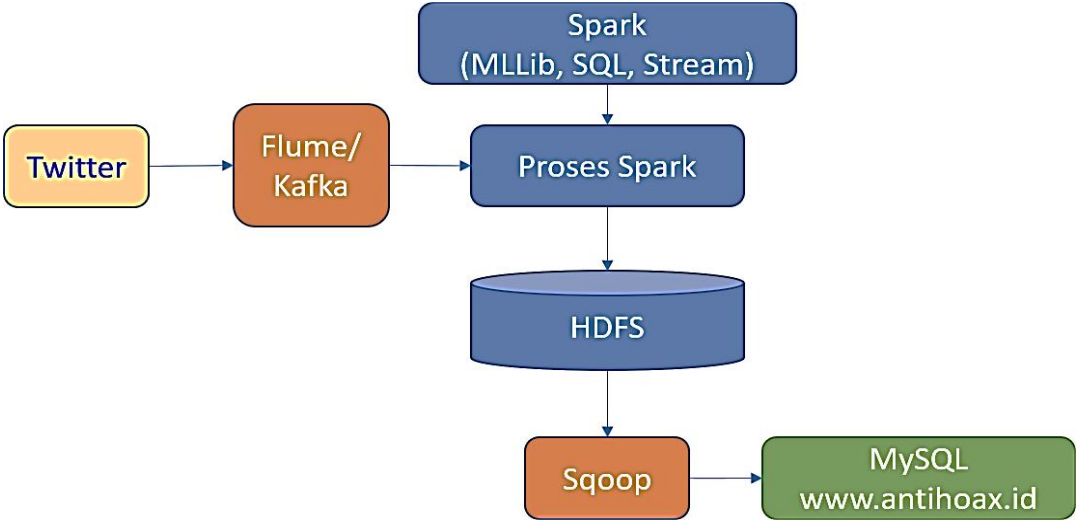 Spark
(MLLib, SQL, Stream)
Twitter
Flume/
Kafka
Proses Spark
HDFS
Sqoop
MySQL
www.antihoax.id